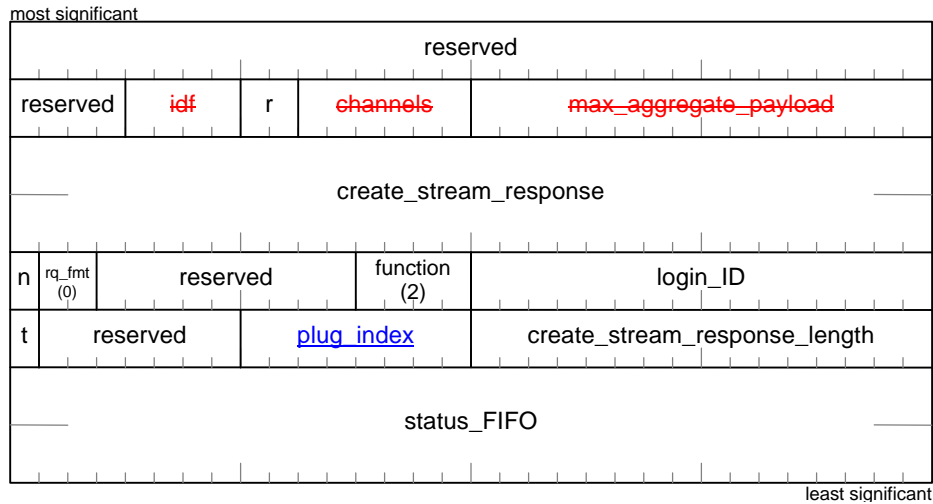 most significant
reserved
reserved idf r channels max_aggregate_payload
create_stream_response
n rq_fmt (0) reserved function (2) login_ID
t reserved plug_index create_stream_response_length
status_FIFO
least significant